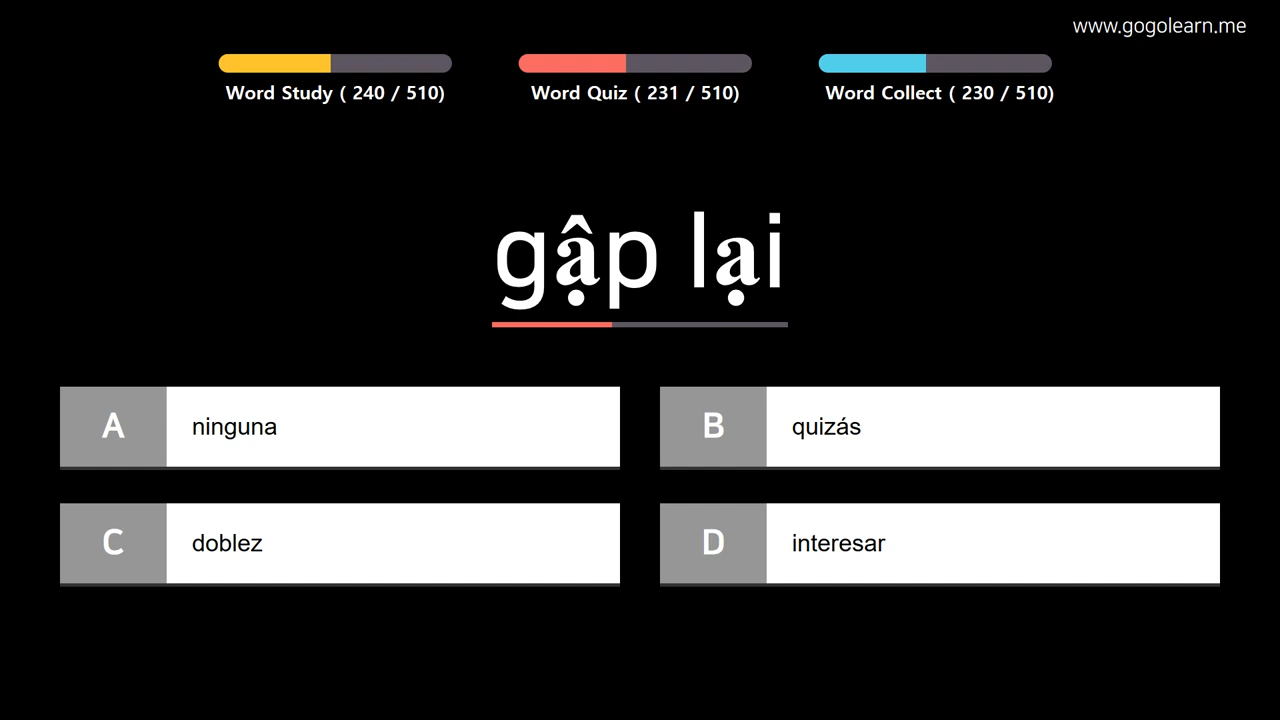 www.gogolearn.me
Word Study ( 240 / 510)
Word Quiz ( 231 / 510)
Word Collect ( 230 / 510)
gập lại
A ninguna
B quizás
C doblez
D interesar